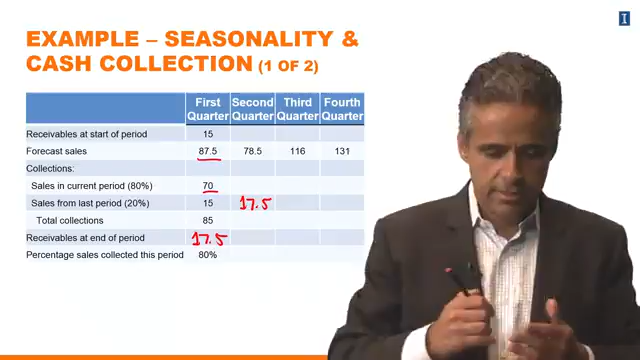 I
EXAMPLE – SEASONALITY &
CASH COLLECTION (1 OF 2)
First Quarter Second Quarter Third Quarter Fourth Quarter
Receivables at start of period 15
Forecast sales 87.5 78.5 116 131
Collections:
Sales in current period (80%) 70
Sales from last period (20%) 15 17.5
Total collections 85
Receivables at end of period 17.5
Percentage sales collected this period 80%